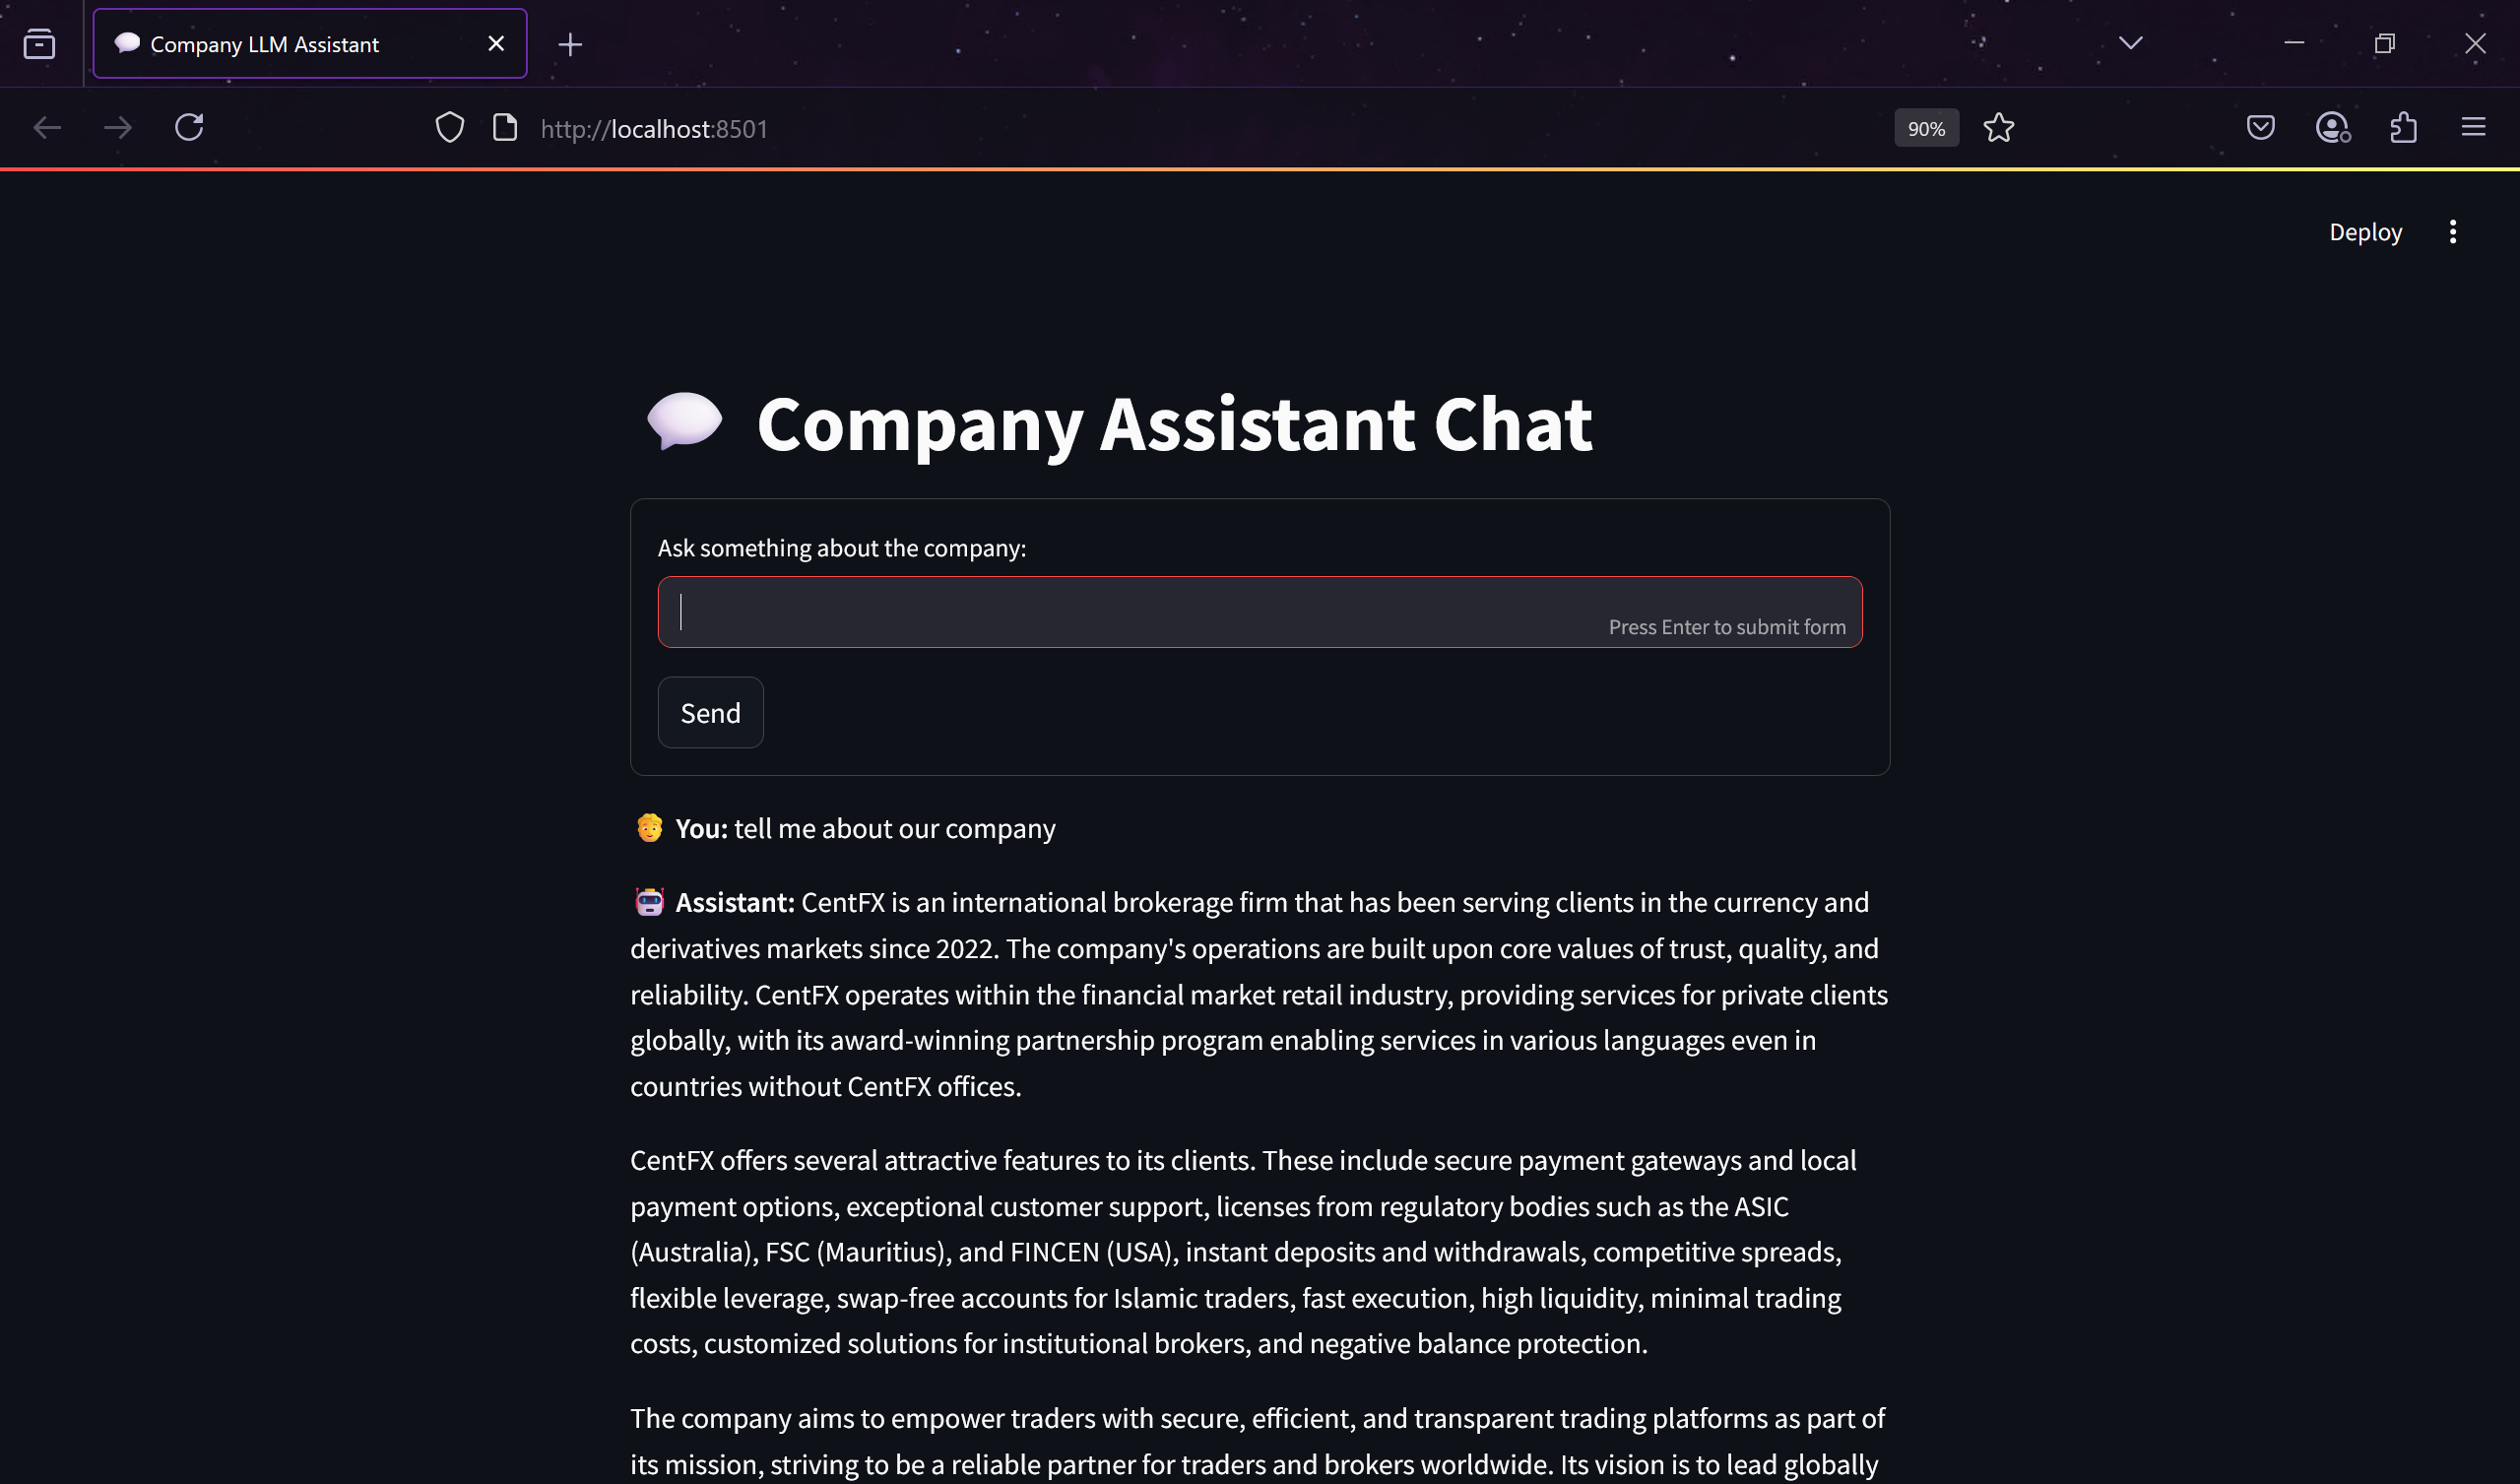 Company LLM Assistant
http://localhost:8501
90%
Deploy
Company Assistant Chat
Ask something about the company:
Press Enter to submit form
Send
You: tell me about our company
Assistant: CentFX is an international brokerage firm that has been serving clients in the currency and
derivatives markets since 2022. The company's operations are built upon core values of trust, quality, and
reliability. CentFX operates within the financial market retail industry, providing services for private clients
globally, with its award-winning partnership program enabling services in various languages even in
countries without CentFX offices.
CentFX offers several attractive features to its clients. These include secure payment gateways and local
payment options, exceptional customer support, licenses from regulatory bodies such as the ASIC
(Australia), FSC (Mauritius), and FINCEN (USA), instant deposits and withdrawals, competitive spreads,
flexible leverage, swap-free accounts for Islamic traders, fast execution, high liquidity, minimal trading
costs, customized solutions for institutional brokers, and negative balance protection.
The company aims to empower traders with secure, efficient, and transparent trading platforms as part of
its mission, striving to be a reliable partner for traders and brokers worldwide. Its vision is to lead globally